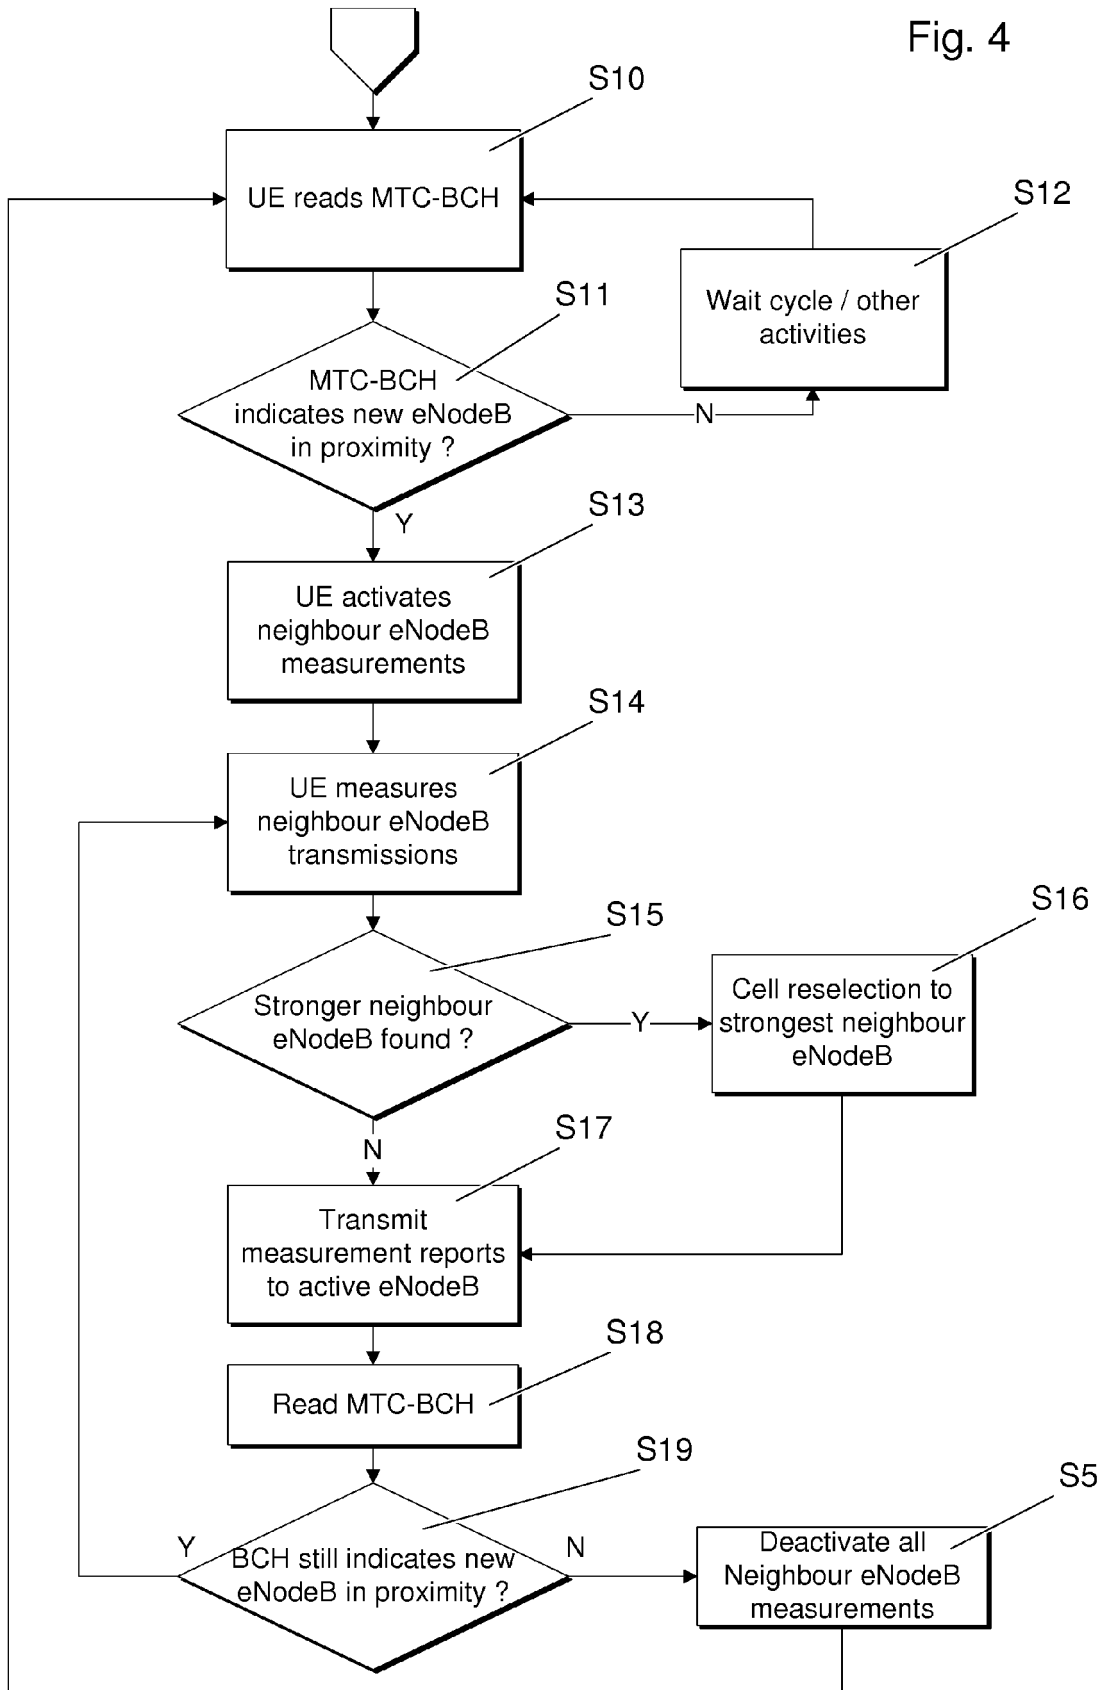 Fig. 4
S10
UE reads MTC-BCH
S12
Wait cycle / other
activities
S11
MTC-BCH
indicates new eNodeB
in proximity ?
N
Y
S13
UE activates
neighbour eNodeB
measurements
S14
UE measures
neighbour eNodeB
transmissions
S15
Stronger neighbour
eNodeB found ?
Y
S16
Cell reselection to
strongest neighbour
eNodeB
N
S17
Transmit
measurement reports
to active eNodeB
S18
Read MTC-BCH
S19
Y
BCH still indicates new
eNodeB in proximity ?
N
S5
Deactivate all
Neighbour eNodeB
measurements